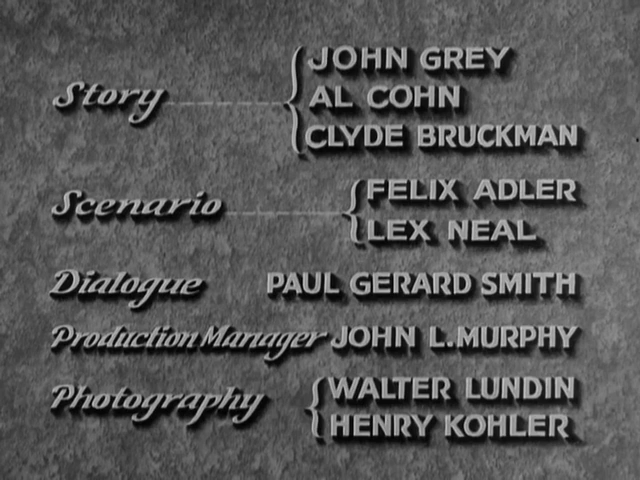 Story JOHN GREY
AL COHN
CLYDE BRUCKMAN
Scenario FELIX ADLER
LEX NEAL
Dialogue PAUL GERARD SMITH
Production Manager JOHN L.MURPHY
Photography WALTER LUNDIN
HENRY KOHLER